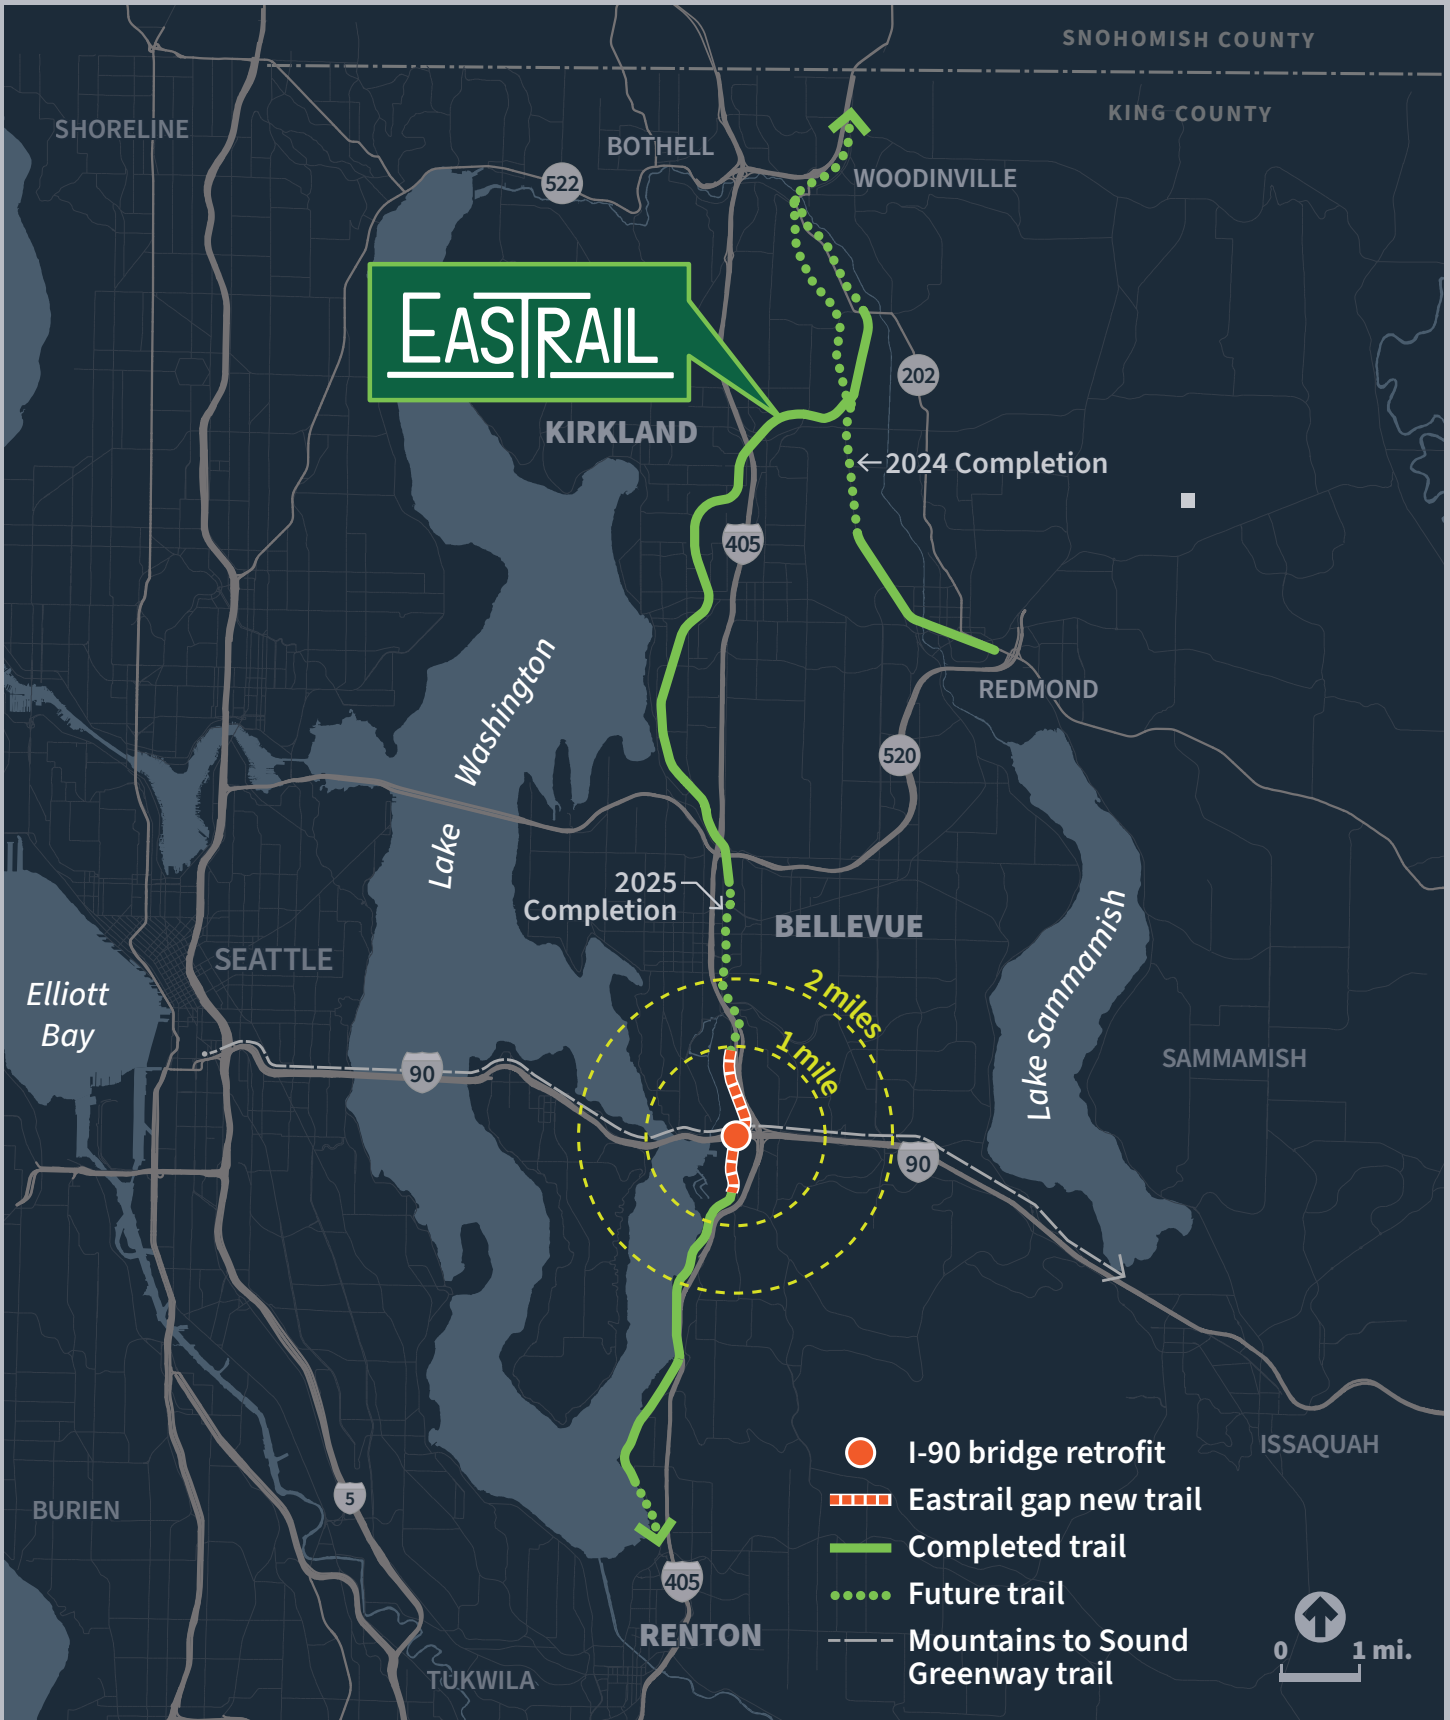 SNOHOMISH COUNTY
KING COUNTY
SHORELINE
BOTHELL
WOODINVILLE
522
EASTRAIL
202
KIRKLAND
2024 Completion
405
Lake Washington
REDMOND
520
2025
Completion
BELLEVUE
SEATTLE
Elliott
Bay
2 miles
1 mile
Lake Sammamish
SAMMAMISH
90
90
I-90 bridge retrofit
Eastrail gap new trail
Completed trail
Future trail
Mountains to Sound
Greenway trail
ISSAQUAH
5
BURIEN
405
RENTON
TUKWILA
0 1 mi.